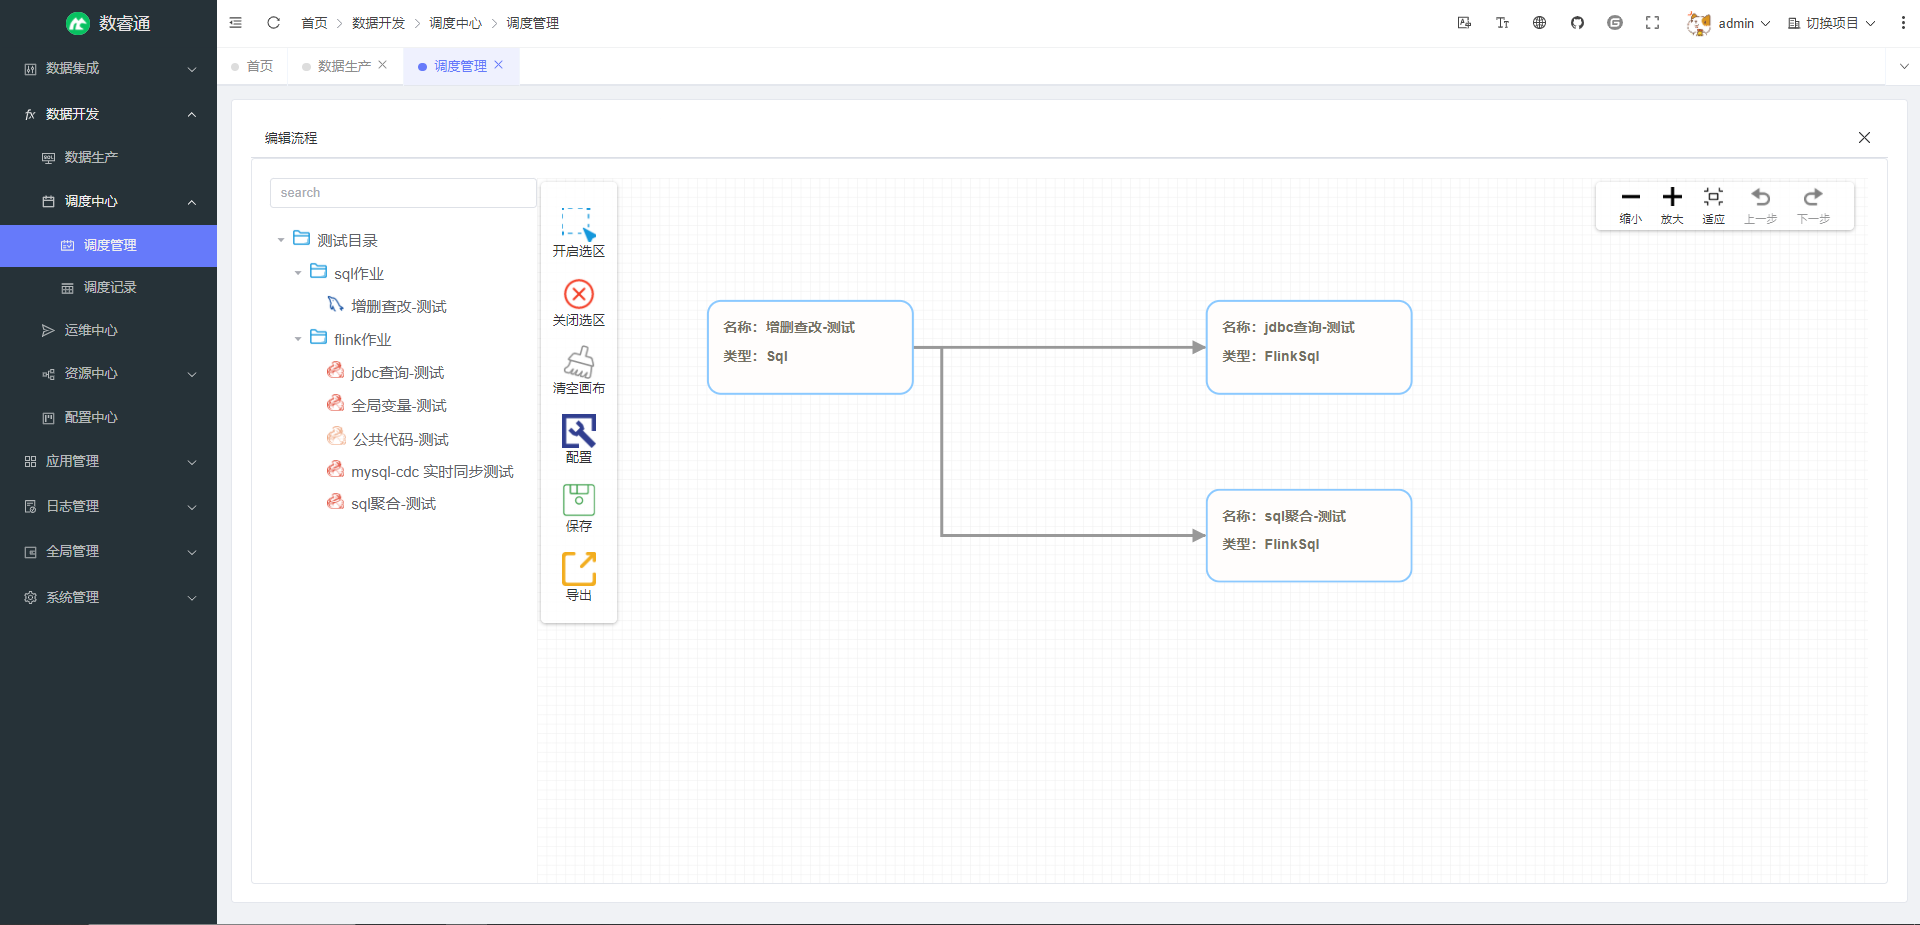 数睿通
数据集成
数据开发
数据生产
调度中心
调度管理
调度记录
运维中心
资源中心
配置中心
应用管理
日志管理
全局管理
系统管理
首页 > 数据开发 > 调度中心 > 调度管理
admin
切换项目
首页
数据生产
调度管理
编辑流程
search
测试目录
sql作业
增删查改-测试
flink作业
jdbc查询-测试
全局变量-测试
公共代码-测试
mysql-cdc 实时同步测试
sql聚合-测试
开启选区
关闭选区
清空画布
配置
保存
导出
缩小
放大
适应
上一步
下一步
名称：增删查改-测试
类型：Sql
名称：jdbc查询-测试
类型：FlinkSql
名称：sql聚合-测试
类型：FlinkSql